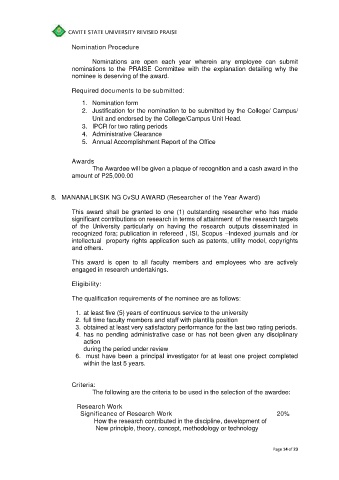 CAVITE STATE UNIVERSITY REVISED PRAISE
Nomination Procedure
Nominations are open each year wherein any employee can submit
nominations to the PRAISE Committee with the explanation detailing why the
nominee is deserving of the award.
Required documents to be submitted:
1. Nomination form
2. Justification for the nomination to be submitted by the College/ Campus/
Unit and endorsed by the College/Campus Unit Head.
3. IPCR for two rating periods
4. Administrative Clearance
5. Annual Accomplishment Report of the Office
Awards
The Awardee will be given a plaque of recognition and a cash award in the
amount of P25,000.00
8. MANANALIKSIK NG CvSU AWARD (Researcher of the Year Award)
This award shall be granted to one (1) outstanding researcher who has made
significant contributions on research in terms of attainment of the research targets
of the University particularly on having the research outputs disseminated in
recognized fora; publication in refereed , ISI, Scopus -Indexed journals and /or
intellectual property rights application such as patents, utility model, copyrights
and others.
This award is open to all faculty members and employees who are actively
engaged in research undertakings.
Eligibility:
The qualification requirements of the nominee are as follows:
1. at least five (5) years of continuous service to the university
2. full time faculty members and staff with plantilla position
3. obtained at least very satisfactory performance for the last two rating periods.
4. has no pending administrative case or has not been given any disciplinary
action
during the period under review
6. must have been a principal investigator for at least one project completed
within the last 5 years.
Criteria:
The following are the criteria to be used in the selection of the awardee:
Research Work
Significance of Research Work 20%
How the research contributed in the discipline, development of
New principle, theory, concept, methodology or technology
Page 14 of 23